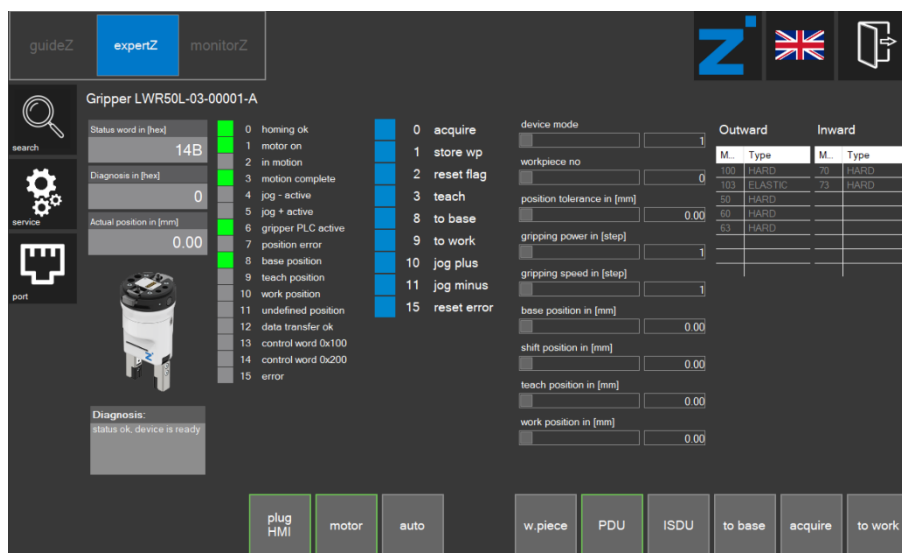 guideZ
expertZ
monitorZ
Z
Gripper LWR50L-03-00001-A
search
service
port
Status word in [hex]
14B
Diagnosis in [hex]
0
Actual position in [mm]
0.00
Diagnosis:
status ok, device is ready
0 homing ok
1 motor on
2 in motion
3 motion complete
4 jog - active
5 jog + active
6 gripper PLC active
7 position error
8 base position
9 teach position
10 work position
11 undefined position
12 data transfer ok
13 control word 0x100
14 control word 0x200
15 error
0 acquire
1 store wp
2 reset flag
3 teach
8 to base
9 to work
10 jog plus
11 jog minus
15 reset error
device mode
1
workpiece no
0
position tolerance in [mm]
0.00
gripping power in [step]
1
gripping speed in [step]
1
base position in [mm]
0.00
shift position in [mm]
0.00
teach position in [mm]
0.00
work position in [mm]
0.00
Outward
M... Type
100 HARD
103 ELASTIC
50 HARD
60 HARD
63 HARD
Inward
M... Type
70 HARD
73 HARD
plug
HMI
motor
auto
w.piece
PDU
ISDU
to base
acquire
to work